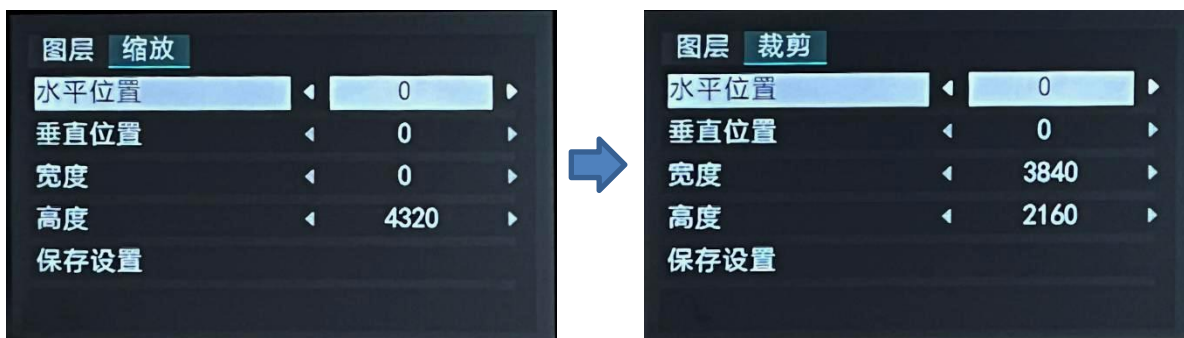 图层 缩放
水平位置 0
垂直位置 0
宽度 0
高度 4320
保存设置
图层 裁剪
水平位置 0
垂直位置 0
宽度 3840
高度 2160
保存设置